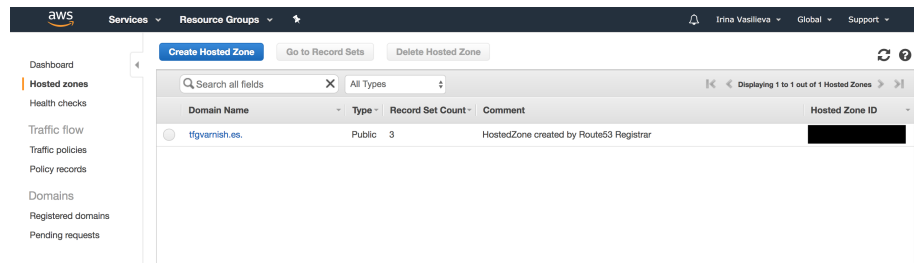 aws Services Resource Groups Irina Vasilieva Global Support
Create Hosted Zone Go to Record Sets Delete Hosted Zone
Dashboard
Hosted zones
Health checks
Traffic flow
Traffic policies
Policy records
Domains
Registered domains
Pending requests
Search all fields X All Types Displaying 1 to 1 out of 1 Hosted Zones
Domain Name Type Record Set Count Comment Hosted Zone ID
tfgvarnish.es. Public 3 HostedZone created by Route53 Registrar